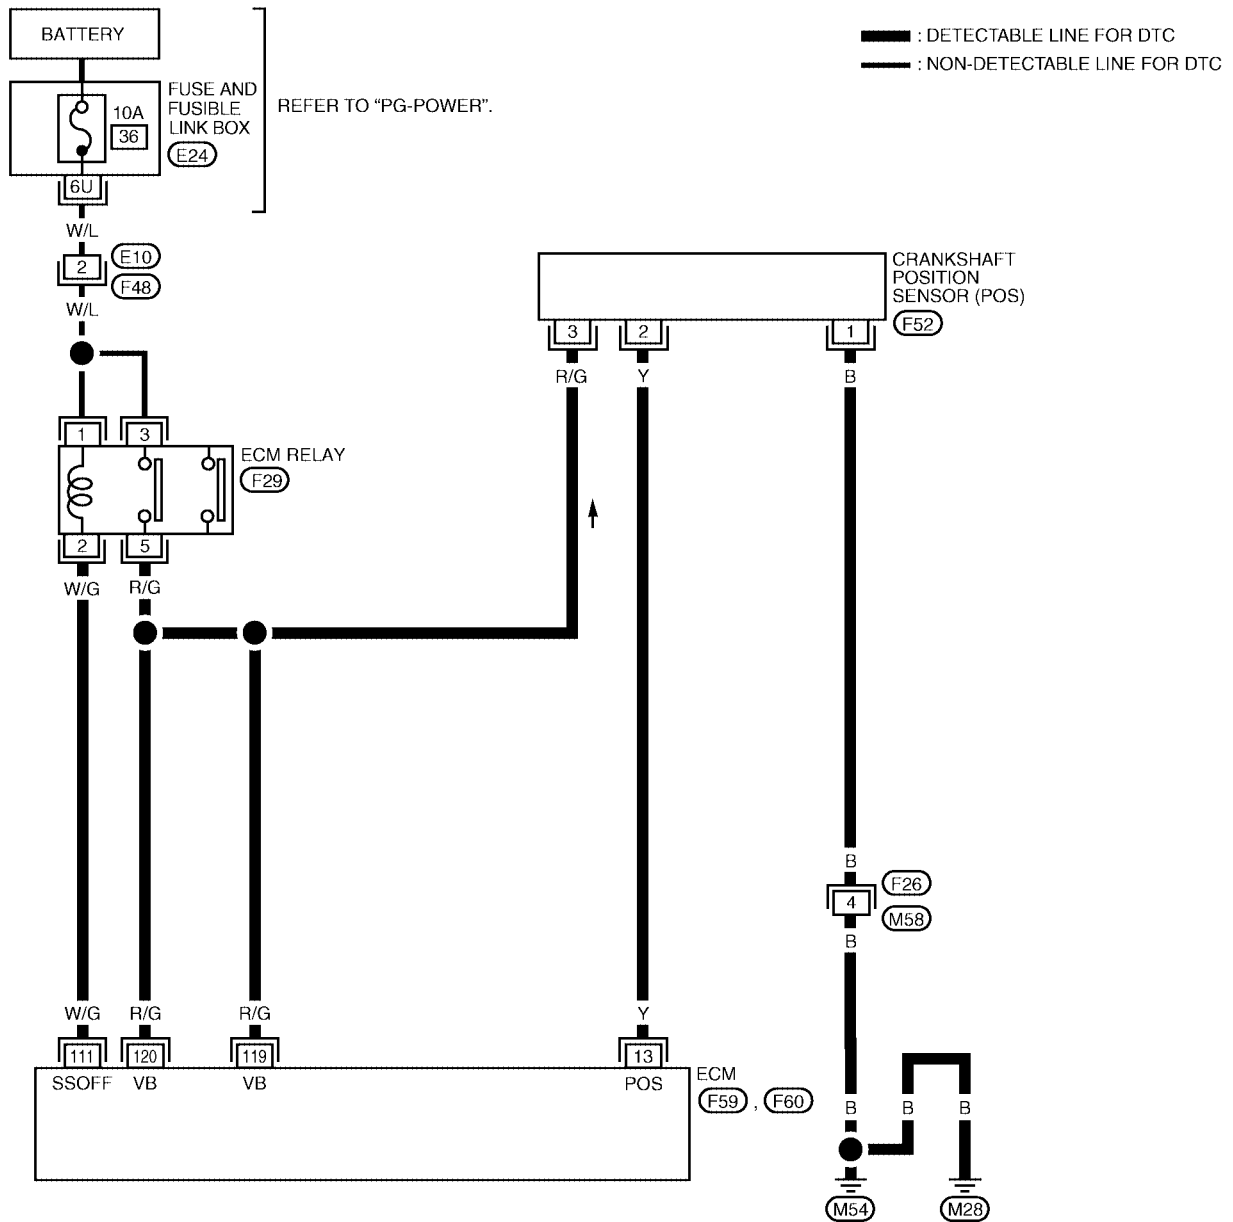 BATTERY
: DETECTABLE LINE FOR DTC
: NON-DETECTABLE LINE FOR DTC
FUSE AND
FUSIBLE
LINK BOX
E24
10A
36
REFER TO “PG-POWER”.
6U
W/L
2
E10
F48
W/L
CRANKSHAFT
POSITION
SENSOR (POS)
F52
3
2
1
R/G
Y
B
1
3
ECM RELAY
F29
2
5
W/G
R/G
B
4
F26
M58
B
W/G
R/G
R/G
Y
111
120
119
13
SSOFF
VB
VB
POS
ECM
F59 , F60
B
B
B
M54
M28